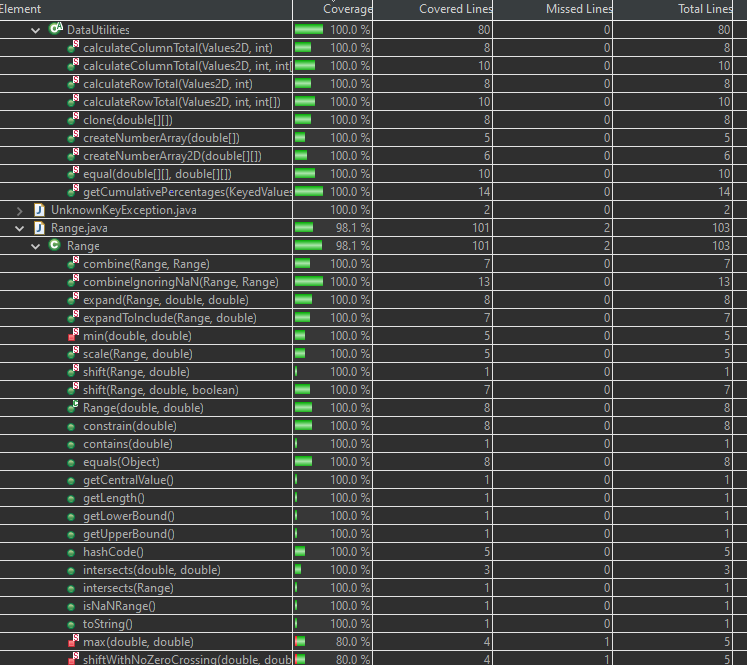 Element Coverage Covered Lines Missed Lines Total Lines
DataUtilities 100.0 % 80 0 80
calculateColumnTotal(Values2D, int) 100.0 % 8 0 8
calculateColumnTotal(Values2D, int, int[ 100.0 % 10 0 10
calculateRowTotal(Values2D, int) 100.0 % 8 0 8
calculateRowTotal(Values2D, int, int[]) 100.0 % 10 0 10
clone(double[][]) 100.0 % 8 0 8
createNumberArray(double[]) 100.0 % 5 0 5
createNumberArray2D(double[][]) 100.0 % 6 0 6
equal(double[][], double[][]) 100.0 % 10 0 10
getCumulativePercentages(KeyedValues 100.0 % 14 0 14
UnknownKeyException.java 100.0 % 2 0 2
Range.java 98.1 % 101 2 103
Range 98.1 % 101 2 103
combine(Range, Range) 100.0 % 7 0 7
combineIgnoringNaN(Range, Range) 100.0 % 13 0 13
expand(Range, double, double) 100.0 % 8 0 8
expandToInclude(Range, double) 100.0 % 7 0 7
min(double, double) 100.0 % 5 0 5
scale(Range, double) 100.0 % 5 0 5
shift(Range, double) 100.0 % 1 0 1
shift(Range, double, boolean) 100.0 % 7 0 7
Range(double, double) 100.0 % 8 0 8
constrain(double) 100.0 % 8 0 8
contains(double) 100.0 % 1 0 1
equals(Object) 100.0 % 8 0 8
getCentralValue() 100.0 % 1 0 1
getLength() 100.0 % 1 0 1
getLowerBound() 100.0 % 1 0 1
getUpperBound() 100.0 % 1 0 1
hashCode() 100.0 % 5 0 5
intersects(double, double) 100.0 % 3 0 3
intersects(Range) 100.0 % 1 0 1
isNaNRange() 100.0 % 1 0 1
toString() 100.0 % 1 0 1
max(double, double) 80.0 % 4 1 5
shiftWithNoZeroCrossing(double, doub 80.0 % 4 1 5